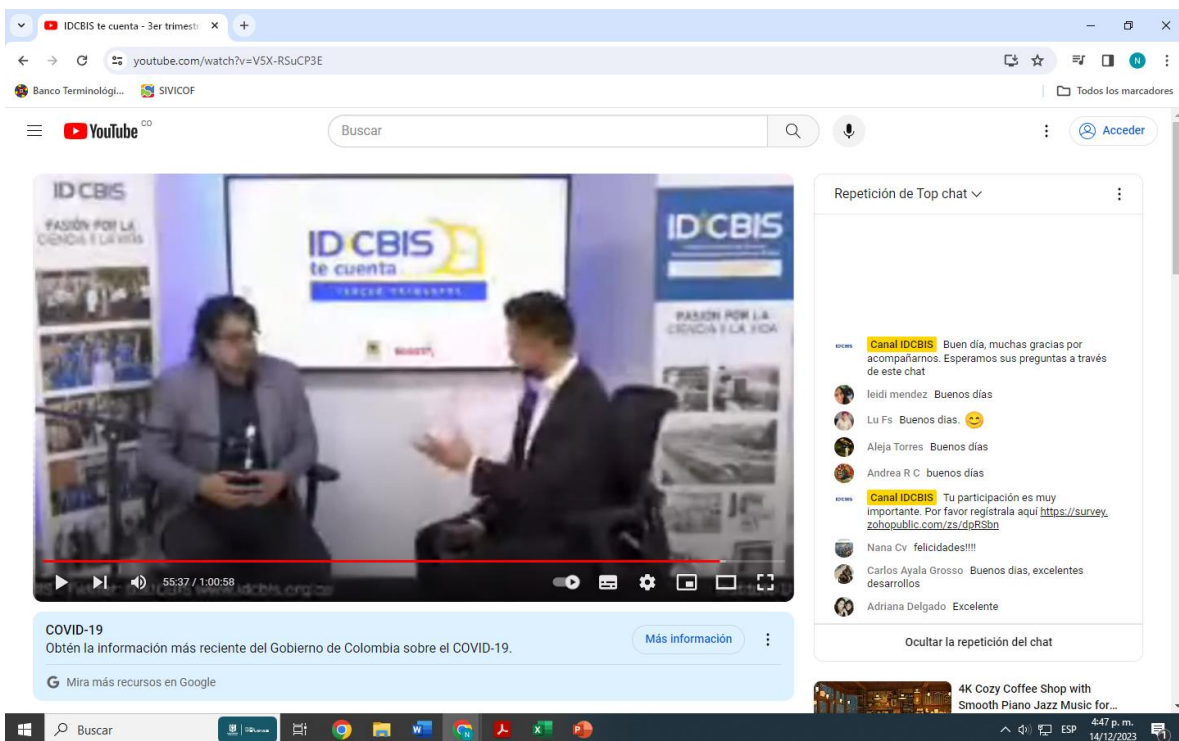 IDCBIS te cuenta - 3er trimestr
youtube.com/watch?v=V5X-RSuCP3E
N
Banco Terminológi...
SIVICOF
Todos los marcadores
YouTube CO
Buscar
Acceder
ID CBIS
PASIÓN POR LA
CIENCIA Y LA VIDA
IDCBIS
te cuenta
TERCER TRIMESTRE
BOGOTÁ
IDCBIS
PASIÓN POR LA
CIENCIA Y LA VIDA
55:37 / 1:00:58
Repetición de Top chat
Canal IDCBIS Buen día, muchas gracias por
acompañarnos. Esperamos sus preguntas a través
de este chat
leidi mendez Buenos días
Lu Fs Buenos dias. 😊
Aleja Torres Buenos días
Andrea R C buenos días
Canal IDCBIS Tu participación es muy
importante. Por favor regístrala aquí https://survey.
zohopublic.com/zs/dpRSbn
Nana Cv felicidades!!!!
Carlos Ayala Grosso Buenos dias, excelentes
desarrollos
Adriana Delgado Excelente
Ocultar la repetición del chat
COVID-19
Obtén la información más reciente del Gobierno de Colombia sobre el COVID-19.
Más información
Mira más recursos en Google
4K Cozy Coffee Shop with
Smooth Piano Jazz Music for...
Buscar
ESP
4:47 p. m.
14/12/2023